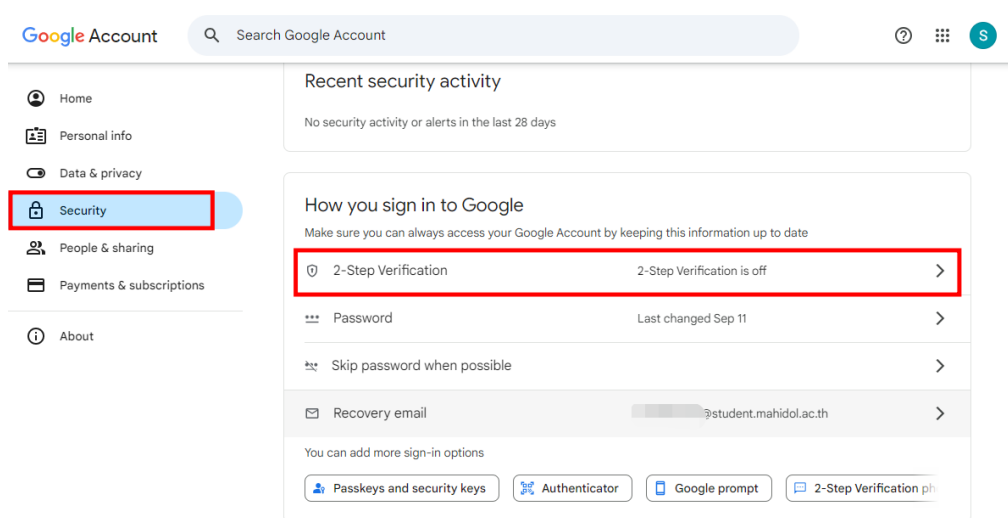 Google Account
Search Google Account
S
Home
Personal info
Data & privacy
Security
People & sharing
Payments & subscriptions
About
Recent security activity
No security activity or alerts in the last 28 days
How you sign in to Google
Make sure you can always access your Google Account by keeping this information up to date
2-Step Verification 2-Step Verification is off
Password Last changed Sep 11
Skip password when possible
Recovery email @student.mahidol.ac.th
You can add more sign-in options
Passkeys and security keys Authenticator Google prompt 2-Step Verification